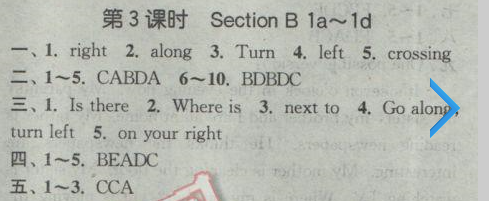 第3课时 Section B 1a～1d
一、1. right 2. along 3. Turn 4. left 5. crossing
二、1～5. CABDA 6～10. BDBDC
三、1. Is there 2. Where is 3. next to 4. Go along,
turn left 5. on your right
四、1～5. BEADC
五、1～3. CCA